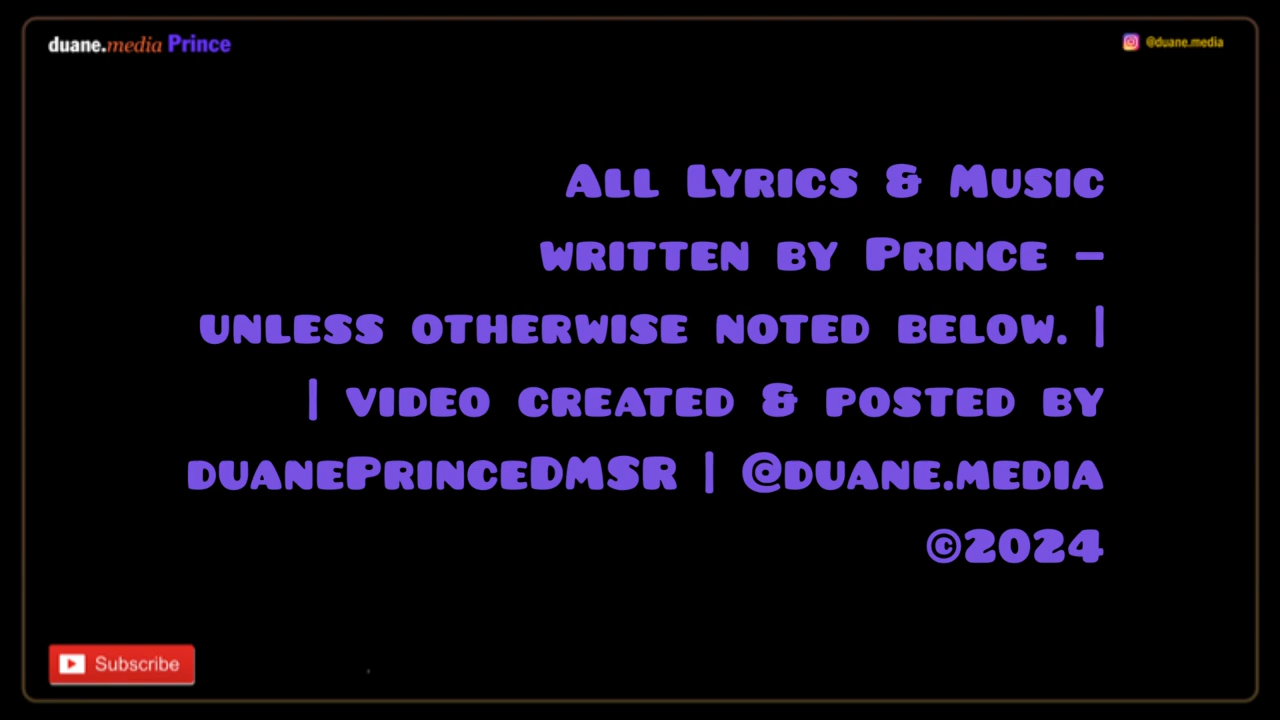 duane.media Prince
@duane.media
All Lyrics & Music
written by Prince –
unless otherwise noted below. |
| video created & posted by
duanePrinceDMSR | @duane.media
©2024
Subscribe